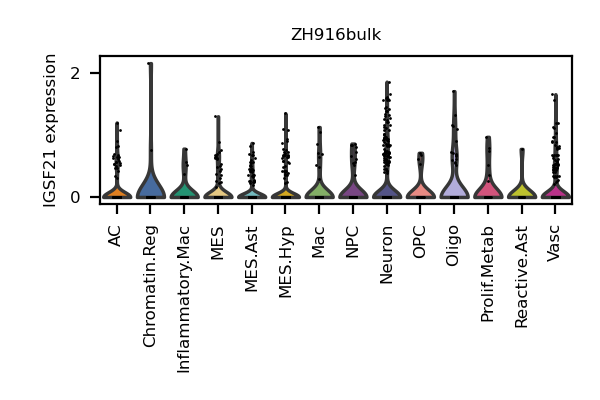 ZH916bulk
IGSF21 expression
2
0
AC
Chromatin.Reg
Inflammatory.Mac
MES
MES.Ast
MES.Hyp
Mac
NPC
Neuron
OPC
Oligo
Prolif.Metab
Reactive.Ast
Vasc